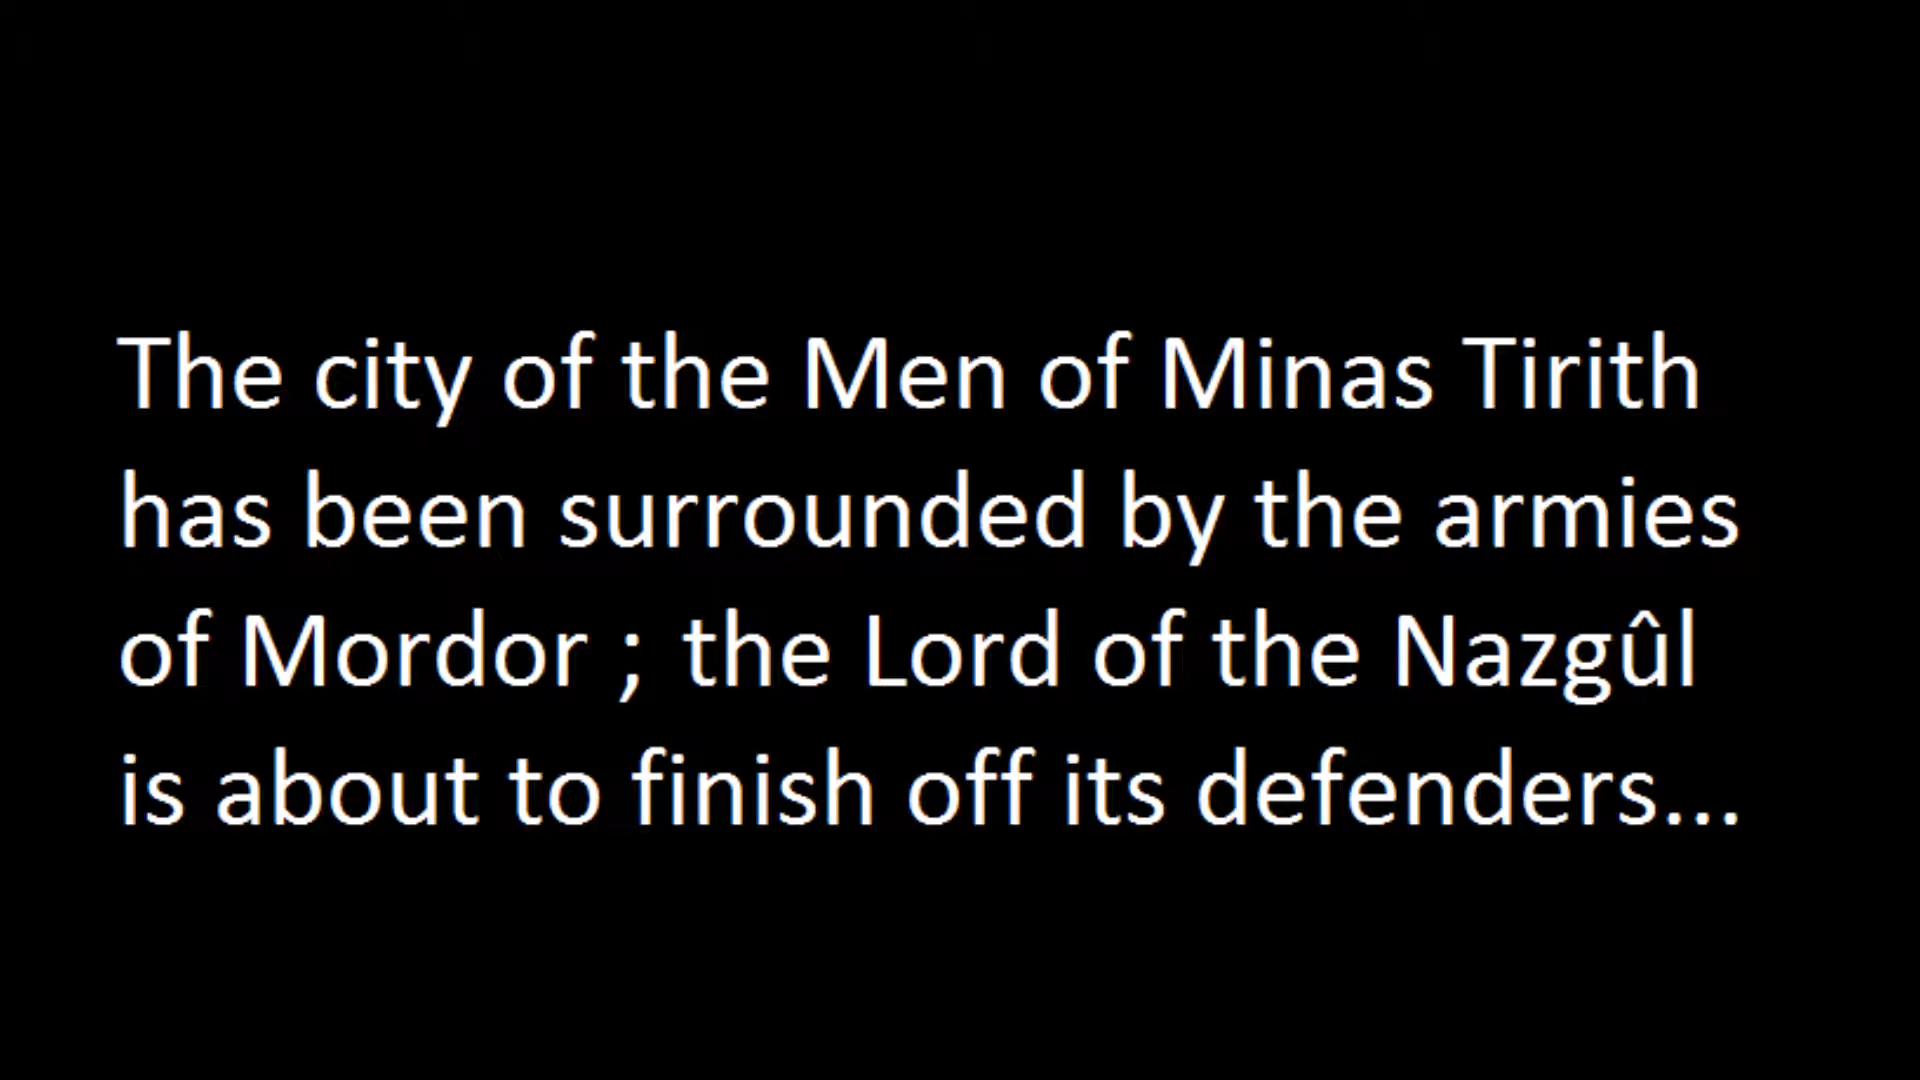 The city of the Men of Minas Tirith
has been surrounded by the armies
of Mordor ; the Lord of the Nazgûl
is about to finish off its defenders...